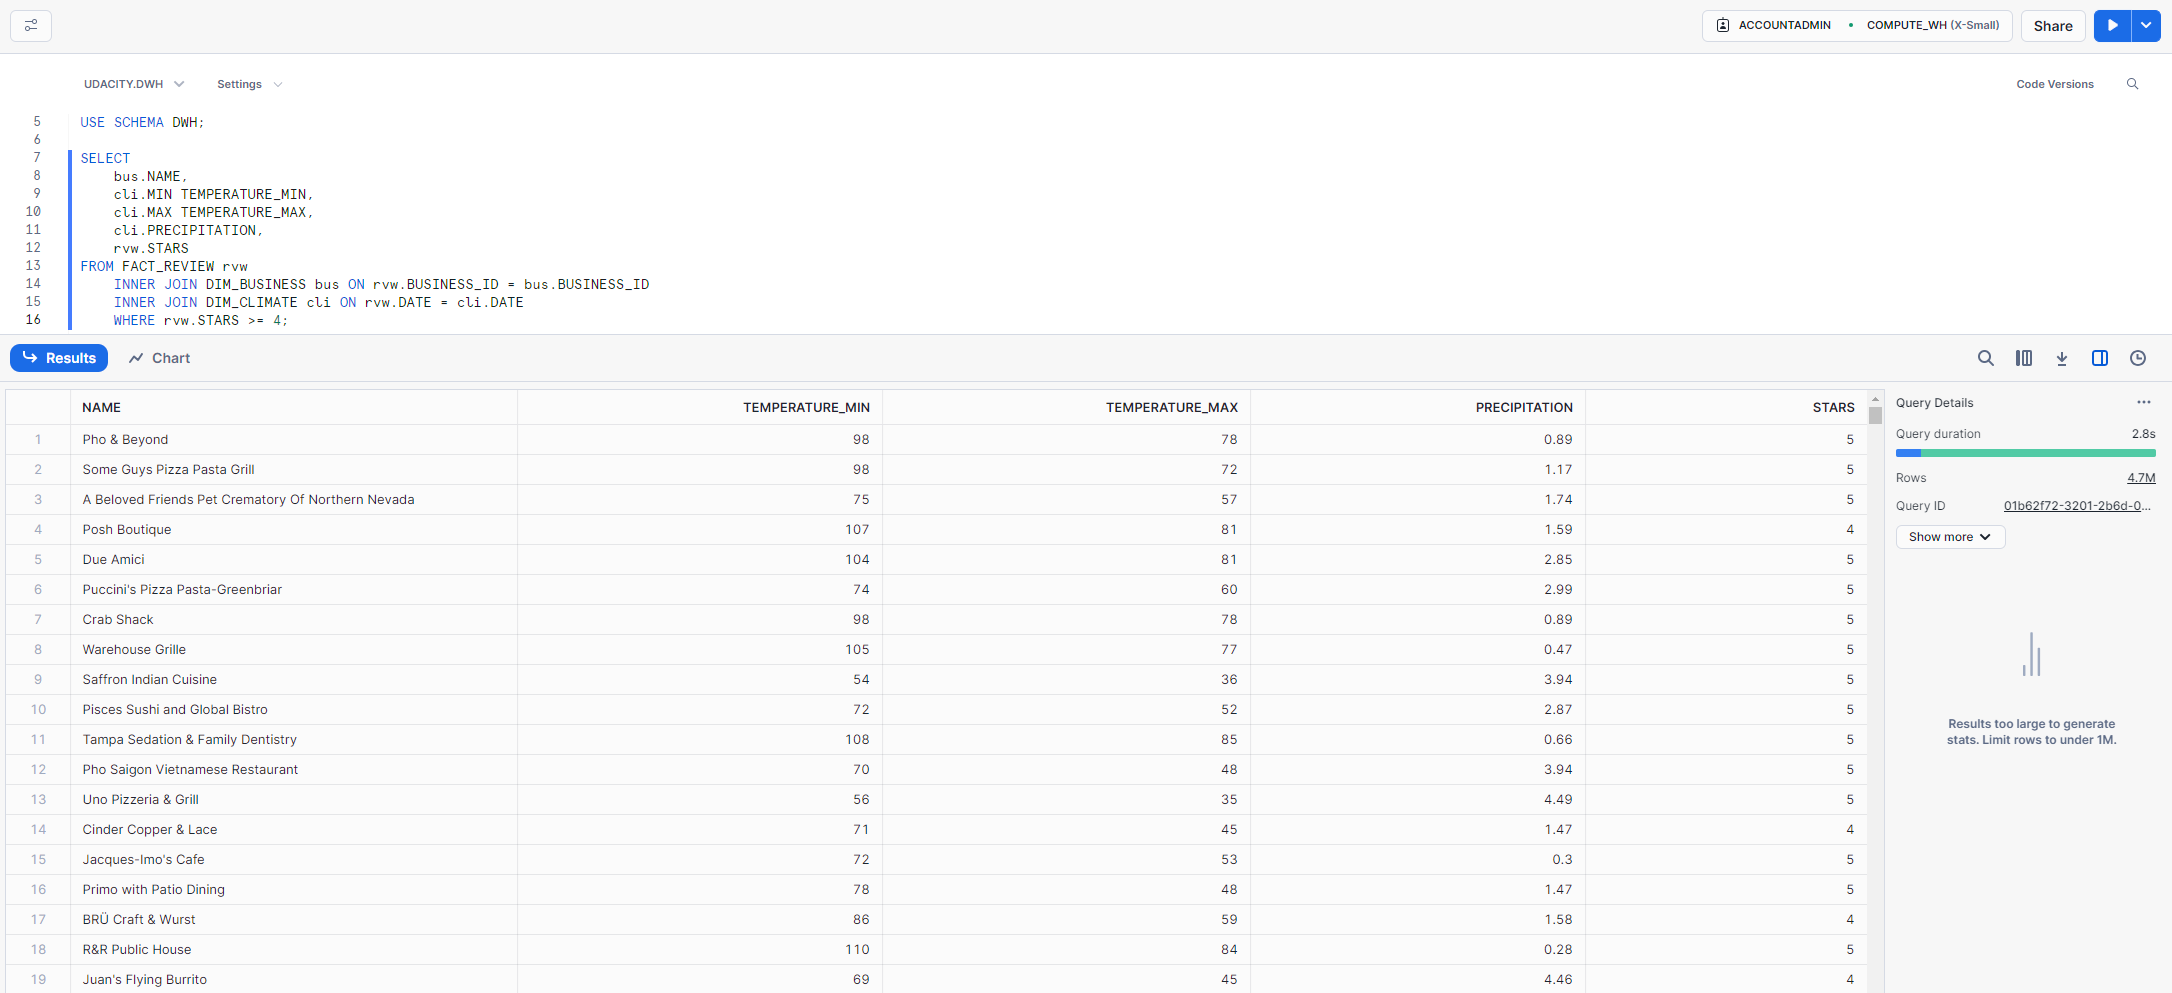 ACCOUNTADMIN • COMPUTE_WH (X-Small) Share
UDACITY.DWH Settings Code Versions
5 USE SCHEMA DWH;
6
7 SELECT
8 bus.NAME,
9 cli.MIN TEMPERATURE_MIN,
10 cli.MAX TEMPERATURE_MAX,
11 cli.PRECIPITATION,
12 rvw.STARS
13 FROM FACT_REVIEW rvw
14 INNER JOIN DIM_BUSINESS bus ON rvw.BUSINESS_ID = bus.BUSINESS_ID
15 INNER JOIN DIM_CLIMATE cli ON rvw.DATE = cli.DATE
16 WHERE rvw.STARS >= 4;
Results Chart
NAME TEMPERATURE_MIN TEMPERATURE_MAX PRECIPITATION STARS
1 Pho & Beyond 98 78 0.89 5
2 Some Guys Pizza Pasta Grill 98 72 1.17 5
3 A Beloved Friends Pet Crematory Of Northern Nevada 75 57 1.74 5
4 Posh Boutique 107 81 1.59 4
5 Due Amici 104 81 2.85 5
6 Puccini's Pizza Pasta-Greenbriar 74 60 2.99 5
7 Crab Shack 98 78 0.89 5
8 Warehouse Grille 105 77 0.47 5
9 Saffron Indian Cuisine 54 36 3.94 5
10 Pisces Sushi and Global Bistro 72 52 2.87 5
11 Tampa Sedation & Family Dentistry 108 85 0.66 5
12 Pho Saigon Vietnamese Restaurant 70 48 3.94 5
13 Uno Pizzeria & Grill 56 35 4.49 5
14 Cinder Copper & Lace 71 45 1.47 4
15 Jacques-Imo's Cafe 72 53 0.3 5
16 Primo with Patio Dining 78 48 1.47 5
17 BRÜ Craft & Wurst 86 59 1.58 4
18 R&R Public House 110 84 0.28 5
19 Juan's Flying Burrito 69 45 4.46 4
Query Details ...
Query duration 2.8s
Rows 4.7M
Query ID 01b62f72-3201-2b6d-0...
Show more
Results too large to generate
stats. Limit rows to under 1M.